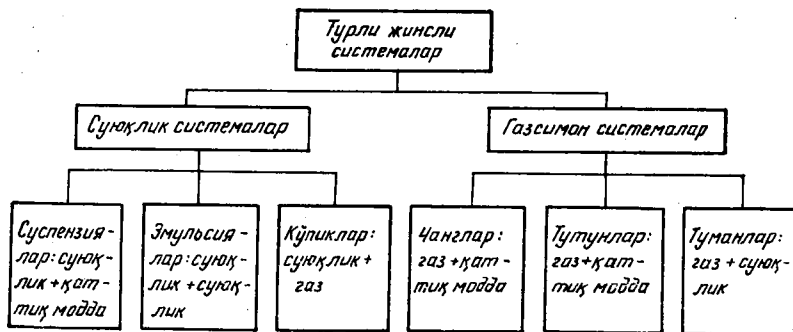 Турли жинсли
системалар
Суюқлик системалар
Газсимон системалар
Суспензия-
лар: суюқ-
лик + қат-
тиқ модда
Эмульсия-
лар: суюқ-
лик + суюқ-
лик
Кўпиклар:
суюқлик +
газ
Чанглар:
газ + қат-
тиқ модда
Тутунлар:
газ + қат-
тиқ модда
Туманлар:
газ + суюқ-
лик